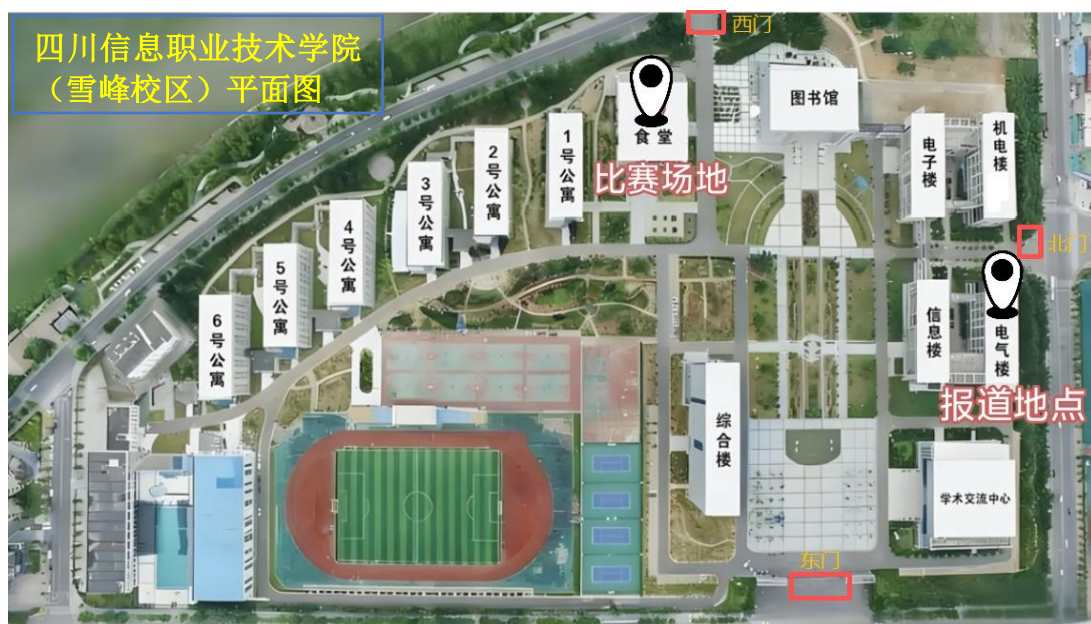 四川信息职业技术学院
（雪峰校区）平面图
西门
图书馆
食堂
比赛场地
1号公寓
2号公寓
3号公寓
4号公寓
5号公寓
6号公寓
电子楼
机电楼
北门
信息楼
电气楼
报道地点
综合楼
学术交流中心
东门